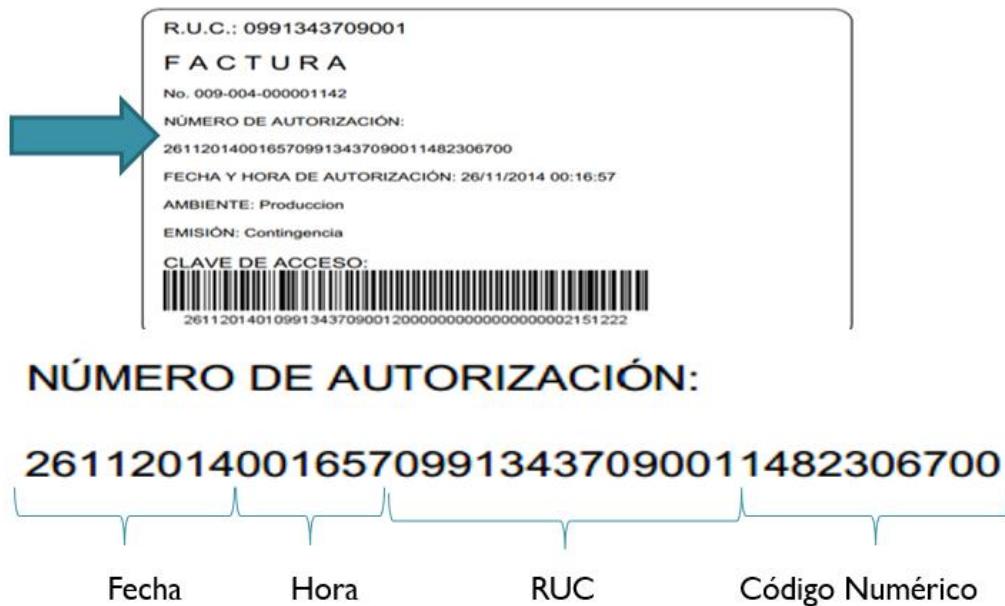 R.U.C.: 0991343709001
FACTURA
No. 009-004-000001142
NÚMERO DE AUTORIZACIÓN:
2611201400165709913437090011482306700
FECHA Y HORA DE AUTORIZACIÓN: 26/11/2014 00:16:57
AMBIENTE: Produccion
EMISIÓN: Contingencia
CLAVE DE ACCESO:
2611201401099134370900120000000000000000002151222
NÚMERO DE AUTORIZACIÓN:
2611201400165709913437090011482306700
Fecha Hora RUC Código Numérico